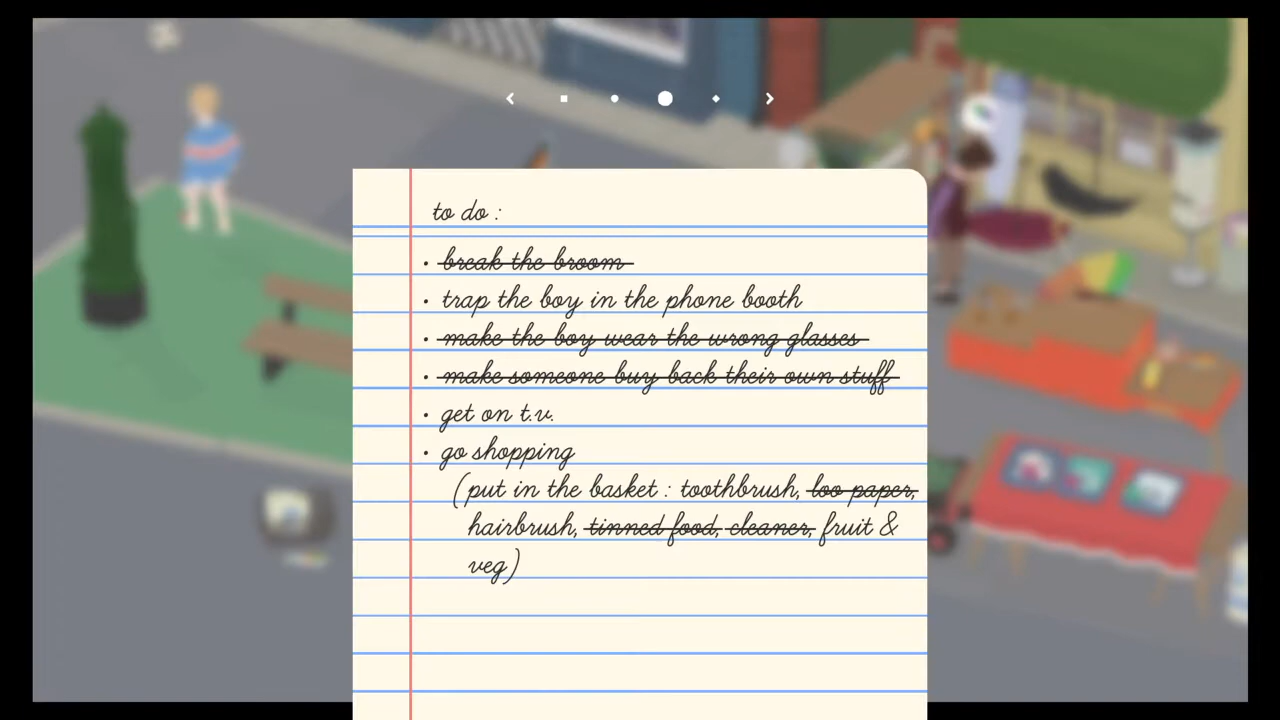 to do :
• break the broom
• trap the boy in the phone booth
• make the boy wear the wrong glasses
• make someone buy back their own stuff
• get on t.v.
• go shopping
(put in the basket : toothbrush, loo paper,
hairbrush, tinned food, cleaner, fruit &
veg)